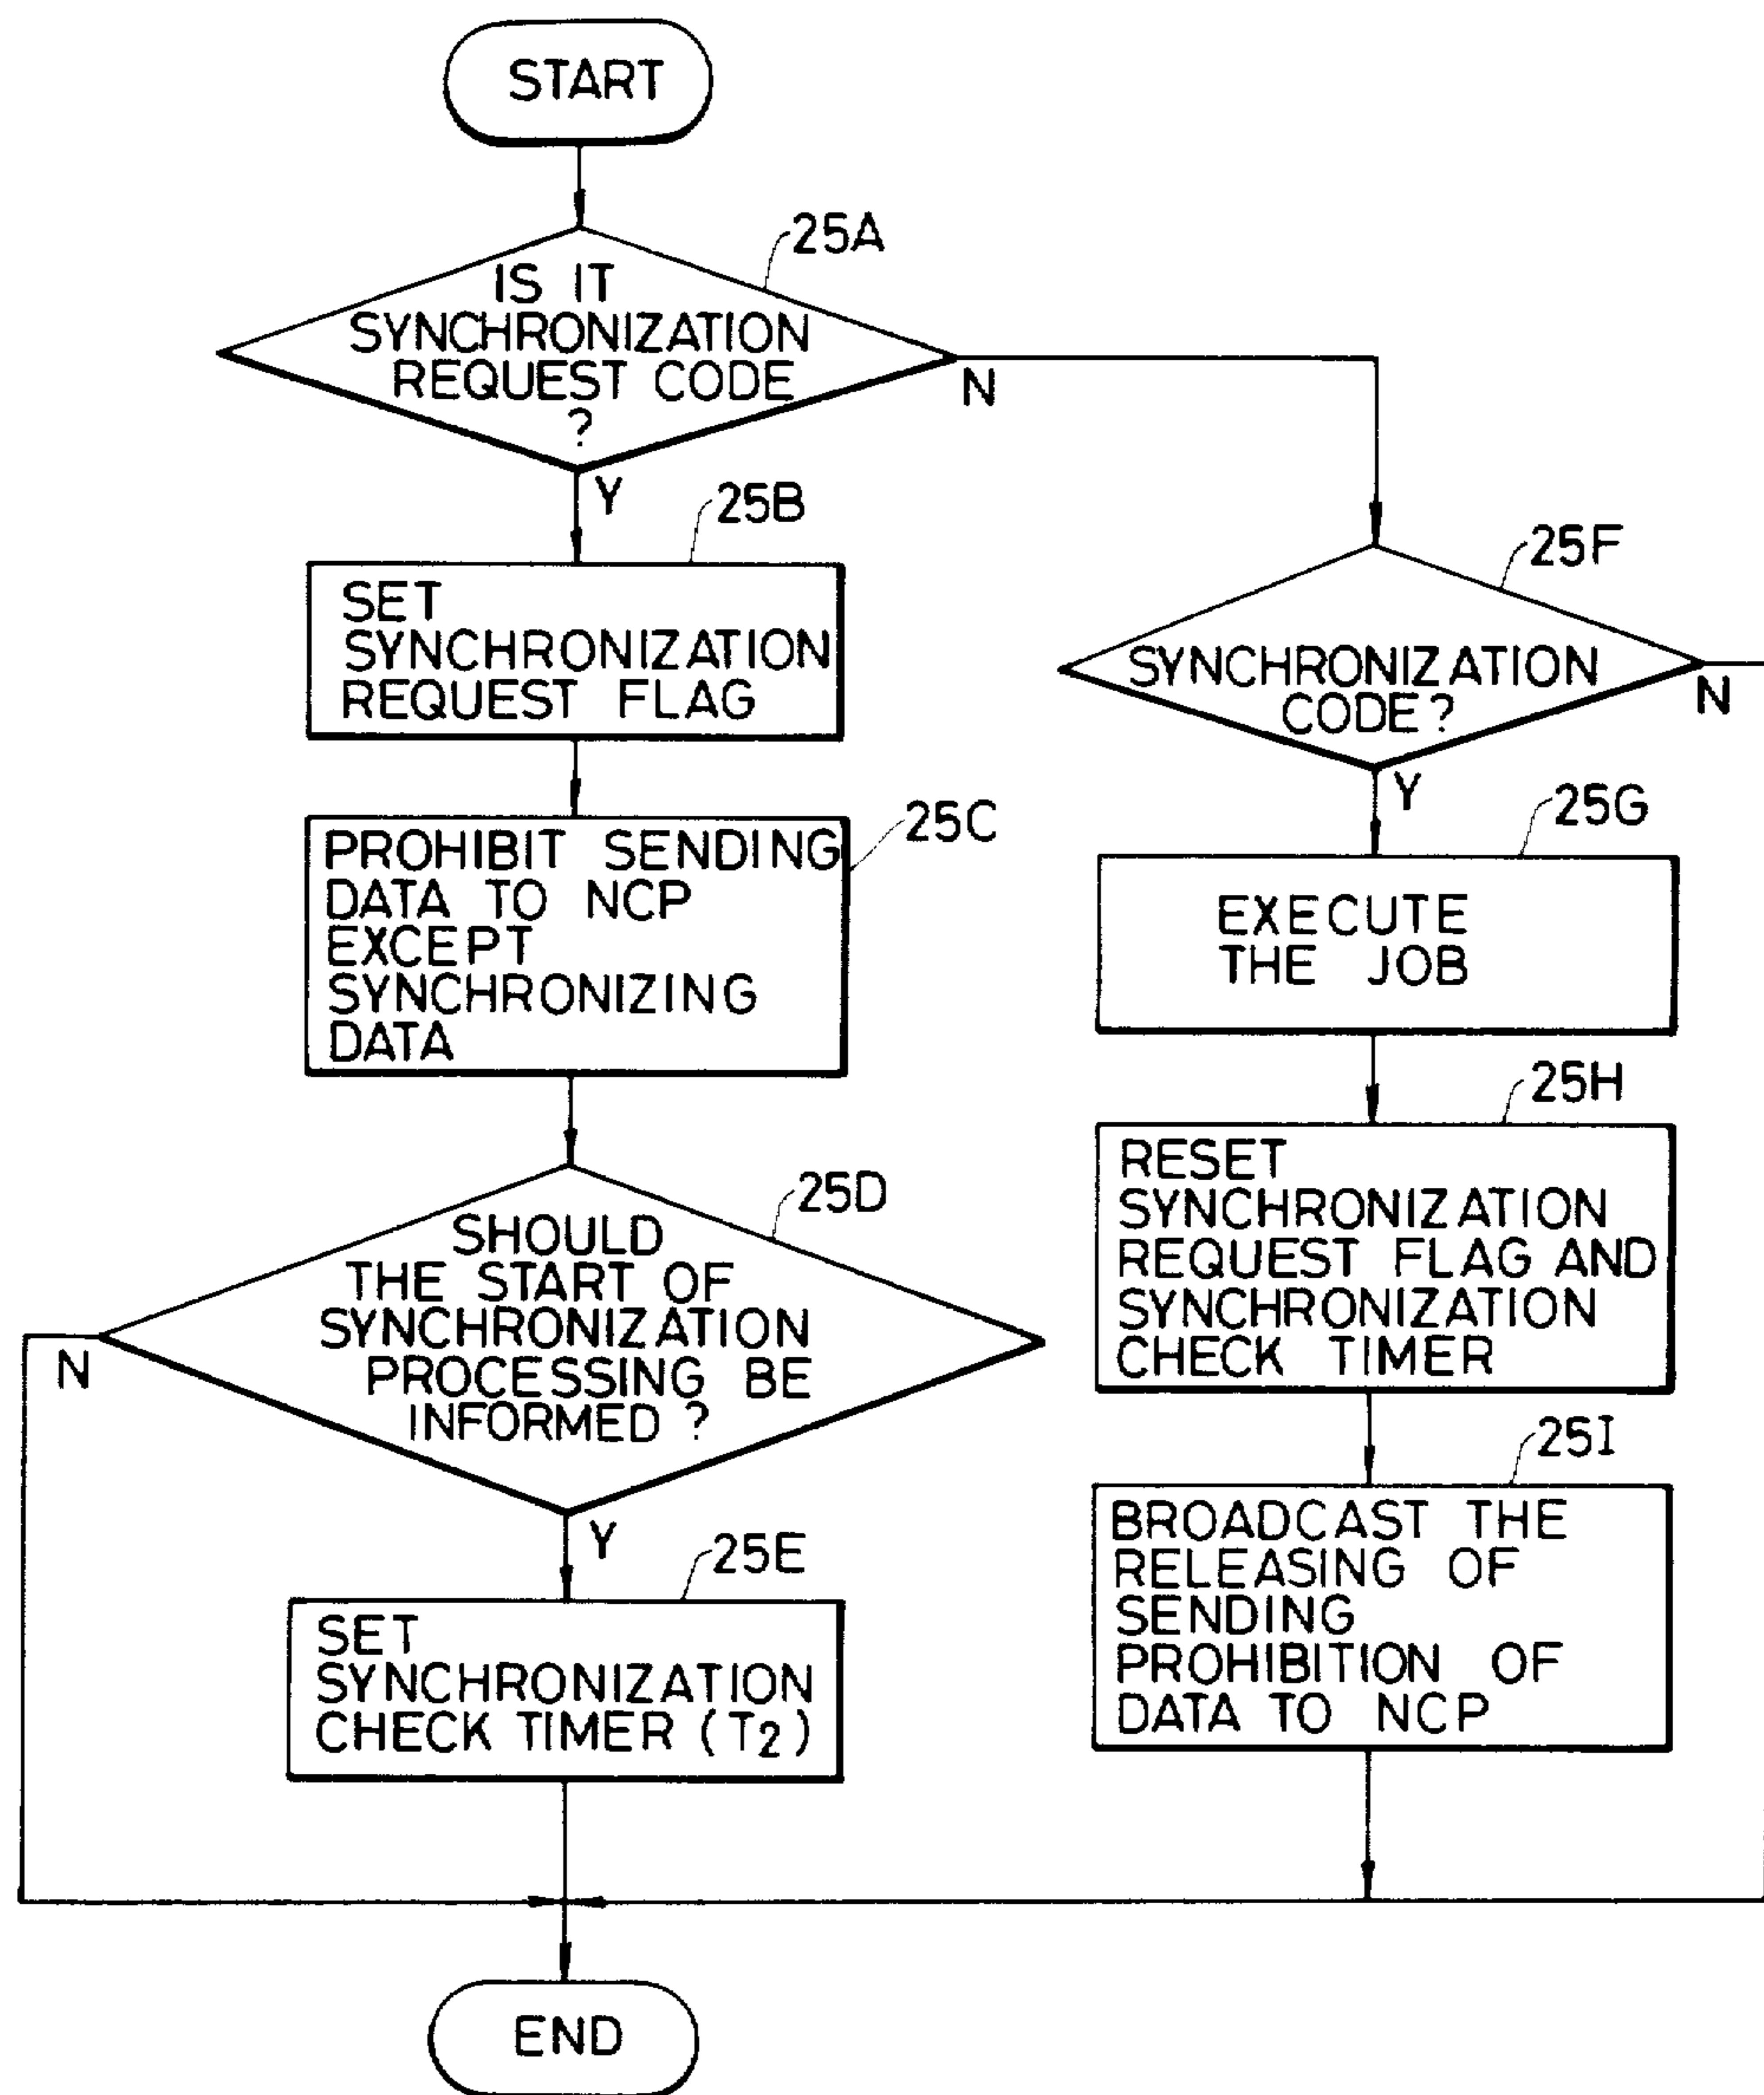 START
25A
IS IT
SYNCHRONIZATION
REQUEST CODE
?
N
Y
25B
SET
SYNCHRONIZATION
REQUEST FLAG
25C
PROHIBIT SENDING
DATA TO NCP
EXCEPT
SYNCHRONIZING
DATA
25D
SHOULD
THE START OF
SYNCHRONIZATION
PROCESSING BE
INFORMED ?
N
Y
25E
SET
SYNCHRONIZATION
CHECK TIMER (T2)
25F
SYNCHRONIZATION
CODE?
N
Y
25G
EXECUTE
THE JOB
25H
RESET
SYNCHRONIZATION
REQUEST FLAG AND
SYNCHRONIZATION
CHECK TIMER
25I
BROADCAST THE
RELEASING OF
SENDING
PROHIBITION OF
DATA TO NCP
END